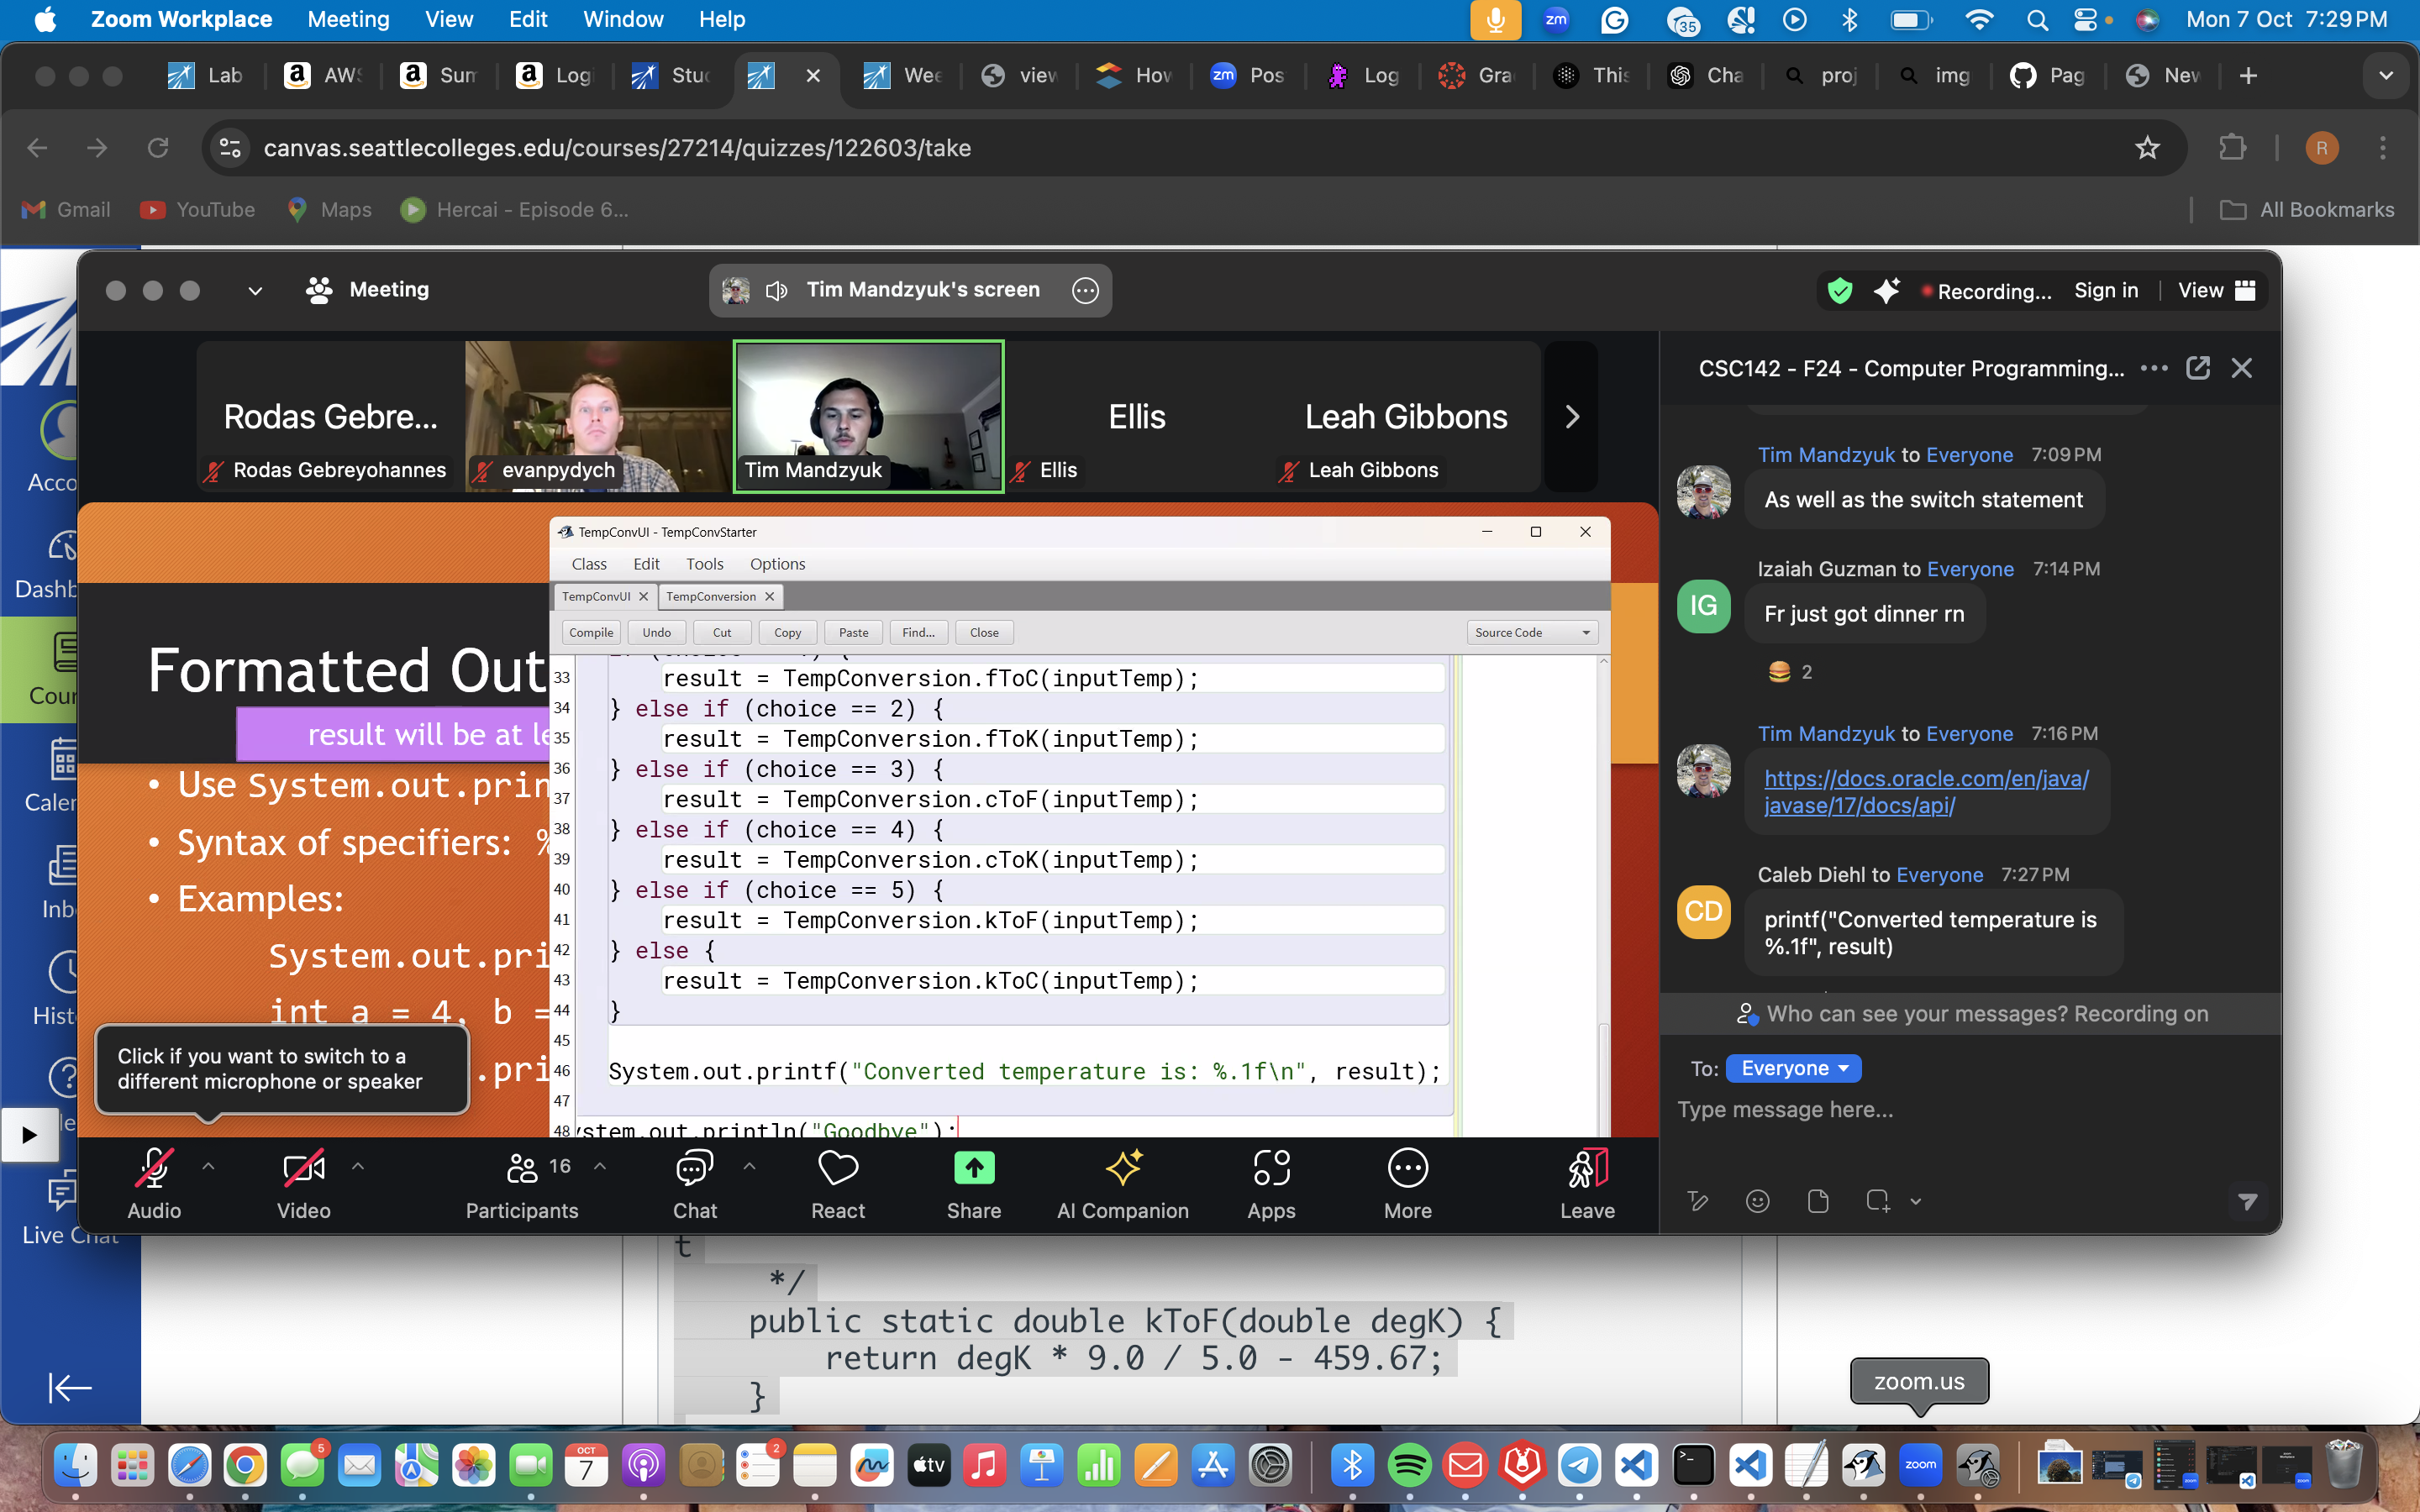 Zoom Workplace Meeting View Edit Window Help
zm 35 Mon 7 Oct 7:29 PM
Lab AWS Sum Logi Stuc Wee view How Pos Log Gra This Cha proj img Pag New
canvas.seattlecolleges.edu/courses/27214/quizzes/122603/take
R
Gmail YouTube Maps Hercai - Episode 6...
All Bookmarks
Meeting
Tim Mandzyuk's screen
Recording... Sign in View
Rodas Gebre...
Rodas Gebreyohannes
evanpydych
Tim Mandzyuk
Ellis
Ellis
Leah Gibbons
Leah Gibbons
Acco
Dashb
Cour
Caler
Inb
Hist
Live Chat
Formatted Out
result will be at le
• Use System.out.prin
• Syntax of specifiers: %
• Examples:
System.out.pri
int a = 4, b =
.pri
Click if you want to switch to a
different microphone or speaker
TempConvUI - TempConvStarter
Class Edit Tools Options
TempConvUI TempConversion
Compile Undo Cut Copy Paste Find... Close Source Code
33 result = TempConversion.fToC(inputTemp);
34 } else if (choice == 2) {
35 result = TempConversion.fToK(inputTemp);
36 } else if (choice == 3) {
37 result = TempConversion.cToF(inputTemp);
38 } else if (choice == 4) {
39 result = TempConversion.cToK(inputTemp);
40 } else if (choice == 5) {
41 result = TempConversion.kToF(inputTemp);
42 } else {
43 result = TempConversion.kToC(inputTemp);
44 }
45
46 System.out.printf("Converted temperature is: %.1f\n", result);
47
48 stem.out.println("Goodbye");
CSC142 - F24 - Computer Programming...
Tim Mandzyuk to Everyone 7:09 PM
As well as the switch statement
Izaiah Guzman to Everyone 7:14 PM
IG
Fr just got dinner rn
🍔 2
Tim Mandzyuk to Everyone 7:16 PM
https://docs.oracle.com/en/java/
javase/17/docs/api/
Caleb Diehl to Everyone 7:27 PM
CD
printf("Converted temperature is
%.1f", result)
Who can see your messages? Recording on
To: Everyone
Type message here...
Audio Video Participants 16 Chat React Share AI Companion Apps More Leave
t
*/
public static double kToF(double degK) {
return degK * 9.0 / 5.0 - 459.67;
}
zoom.us
5 OCT 7 2 tv zoom